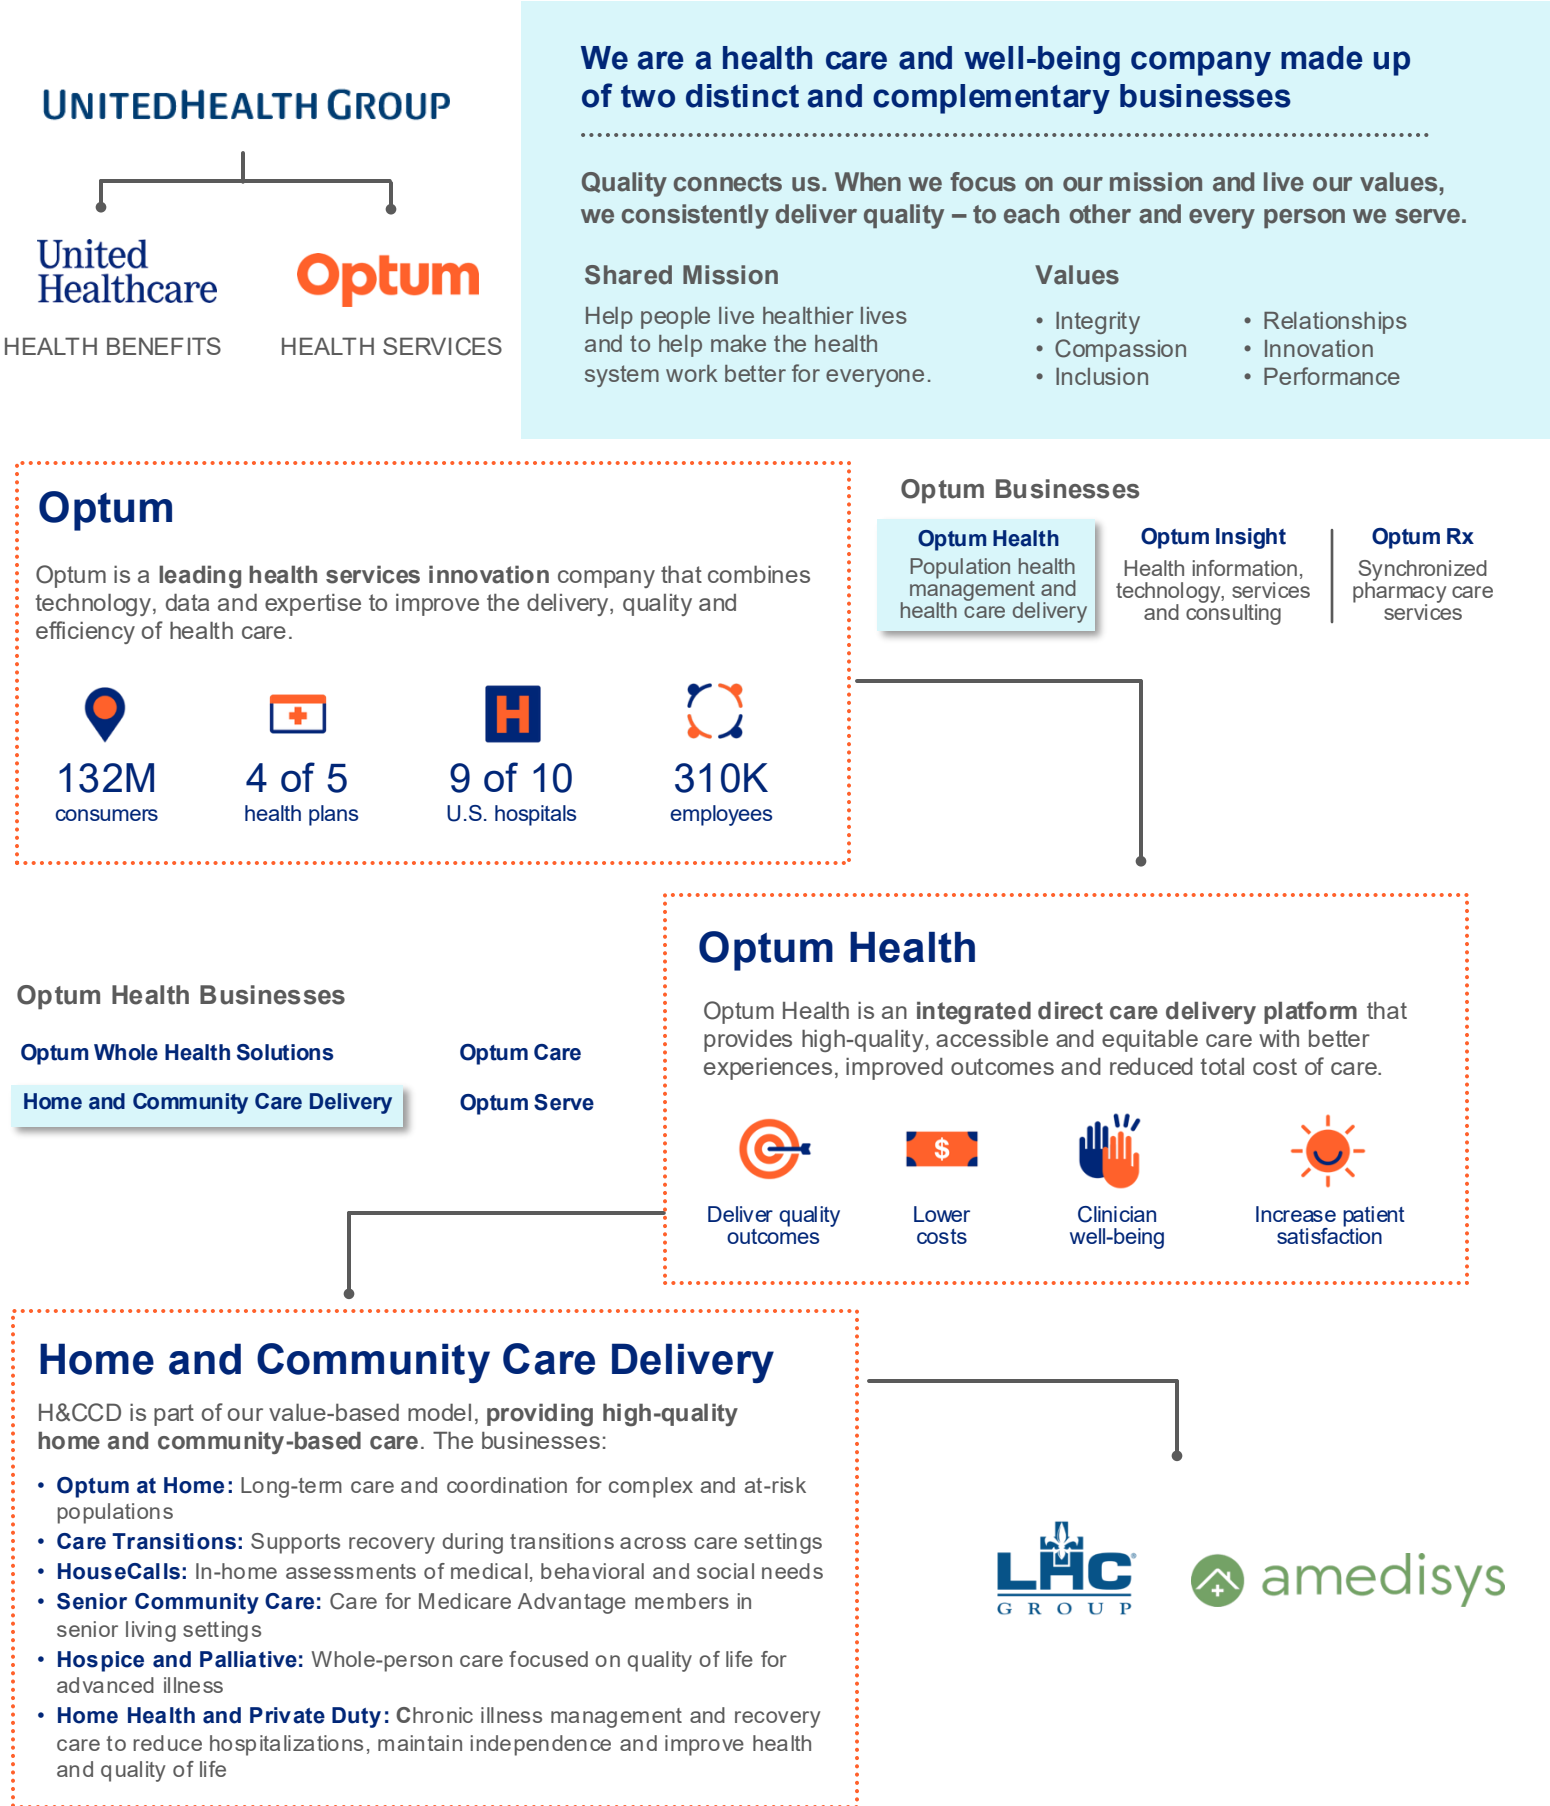 UNITEDHEALTH GROUP
United
Healthcare
HEALTH BENEFITS
Optum
HEALTH SERVICES
We are a health care and well-being company made up
of two distinct and complementary businesses
Quality connects us. When we focus on our mission and live our values,
we consistently deliver quality – to each other and every person we serve.
Shared Mission
Help people live healthier lives
and to help make the health
system work better for everyone.
Values
• Integrity
• Compassion
• Inclusion
• Relationships
• Innovation
• Performance
Optum
Optum is a leading health services innovation company that combines
technology, data and expertise to improve the delivery, quality and
efficiency of health care.
H
132M
consumers
4 of 5
health plans
9 of 10
U.S. hospitals
310K
employees
Optum Businesses
Optum Health
Population health
management and
health care delivery
Optum Insight
Health information,
technology, services
and consulting
Optum Rx
Synchronized
pharmacy care
services
Optum Health
Optum Health is an integrated direct care delivery platform that
provides high-quality, accessible and equitable care with better
experiences, improved outcomes and reduced total cost of care.
$
Deliver quality
outcomes
Lower
costs
Clinician
well-being
Increase patient
satisfaction
Optum Health Businesses
Optum Whole Health Solutions
Optum Care
Home and Community Care Delivery
Optum Serve
Home and Community Care Delivery
H&CCD is part of our value-based model, providing high-quality
home and community-based care. The businesses:
• Optum at Home: Long-term care and coordination for complex and at-risk
populations
• Care Transitions: Supports recovery during transitions across care settings
• HouseCalls: In-home assessments of medical, behavioral and social needs
• Senior Community Care: Care for Medicare Advantage members in
senior living settings
• Hospice and Palliative: Whole-person care focused on quality of life for
advanced illness
• Home Health and Private Duty: Chronic illness management and recovery
care to reduce hospitalizations, maintain independence and improve health
and quality of life
LHC
GROUP
amedisys